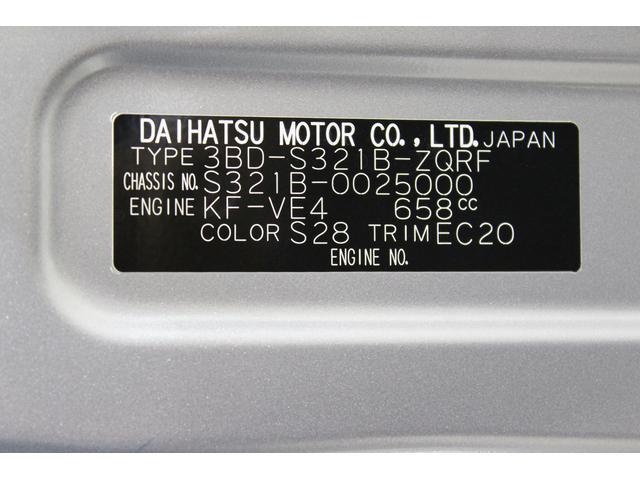 DAIHATSU MOTOR CO.,LTD. JAPAN
TYPE 3BD-S321B-ZQRF
CHASSIS NO. S321B-0025000
ENGINE KF-VE4 658cc
COLOR S28 TRIM EC20
ENGINE NO.